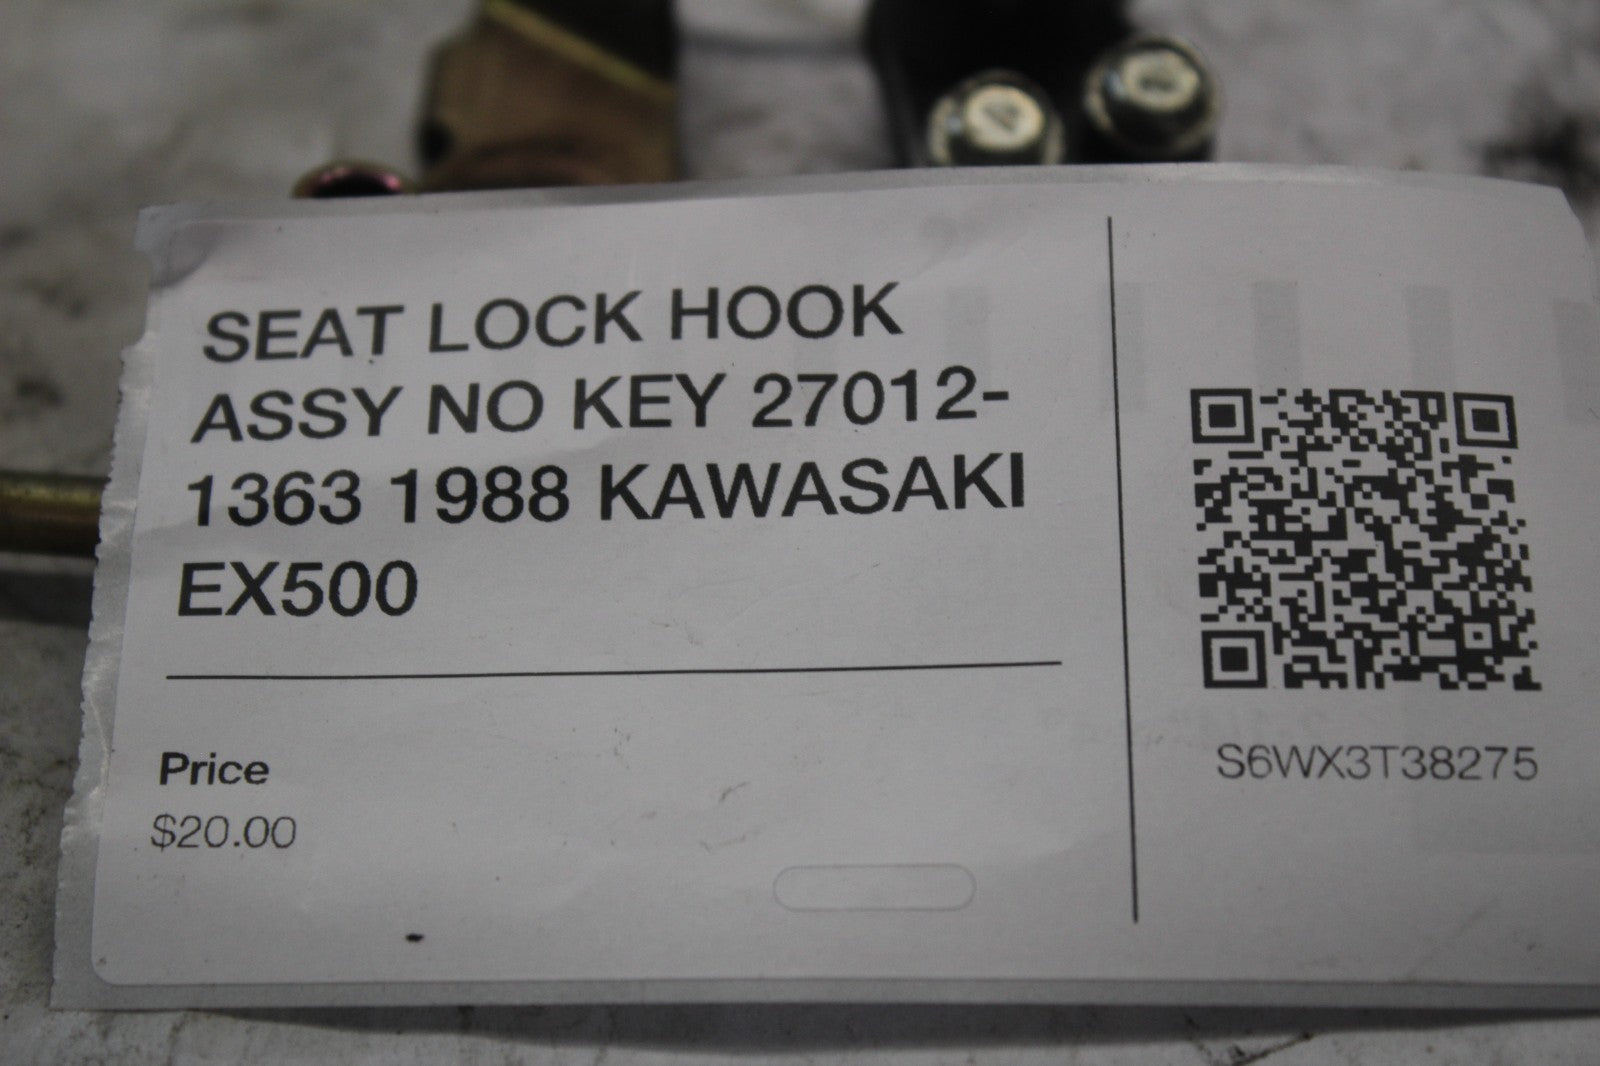 SEAT LOCK HOOK
ASSY NO KEY 27012-
1363 1988 KAWASAKI
EX500
Price
$20.00
S6WX3T38275